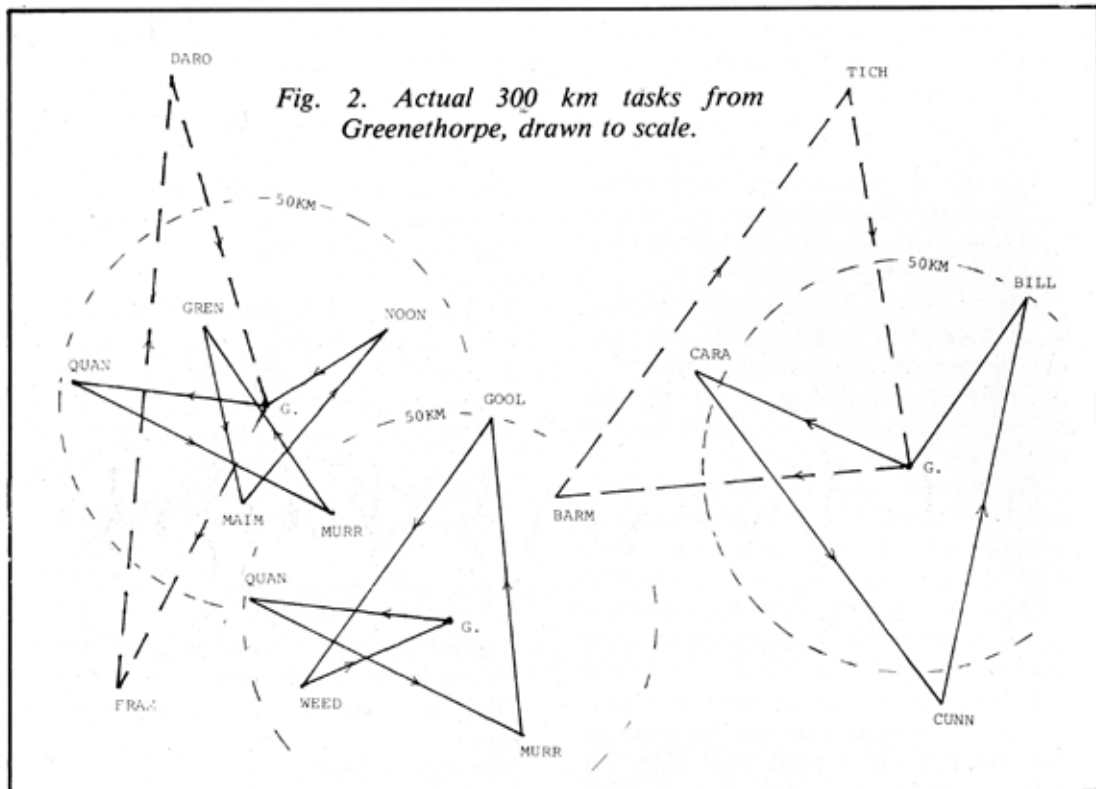 DARO
TICH
Fig. 2. Actual 300 km tasks from
Greenethorpe, drawn to scale.
50KM
50KM
BILL
GREN
NOON
QUAN
CARA
G.
GOOL
50KM
G.
BARM
MAIM
MURR
QUAN
G.
FRAM
WEED
CUNN
MURR